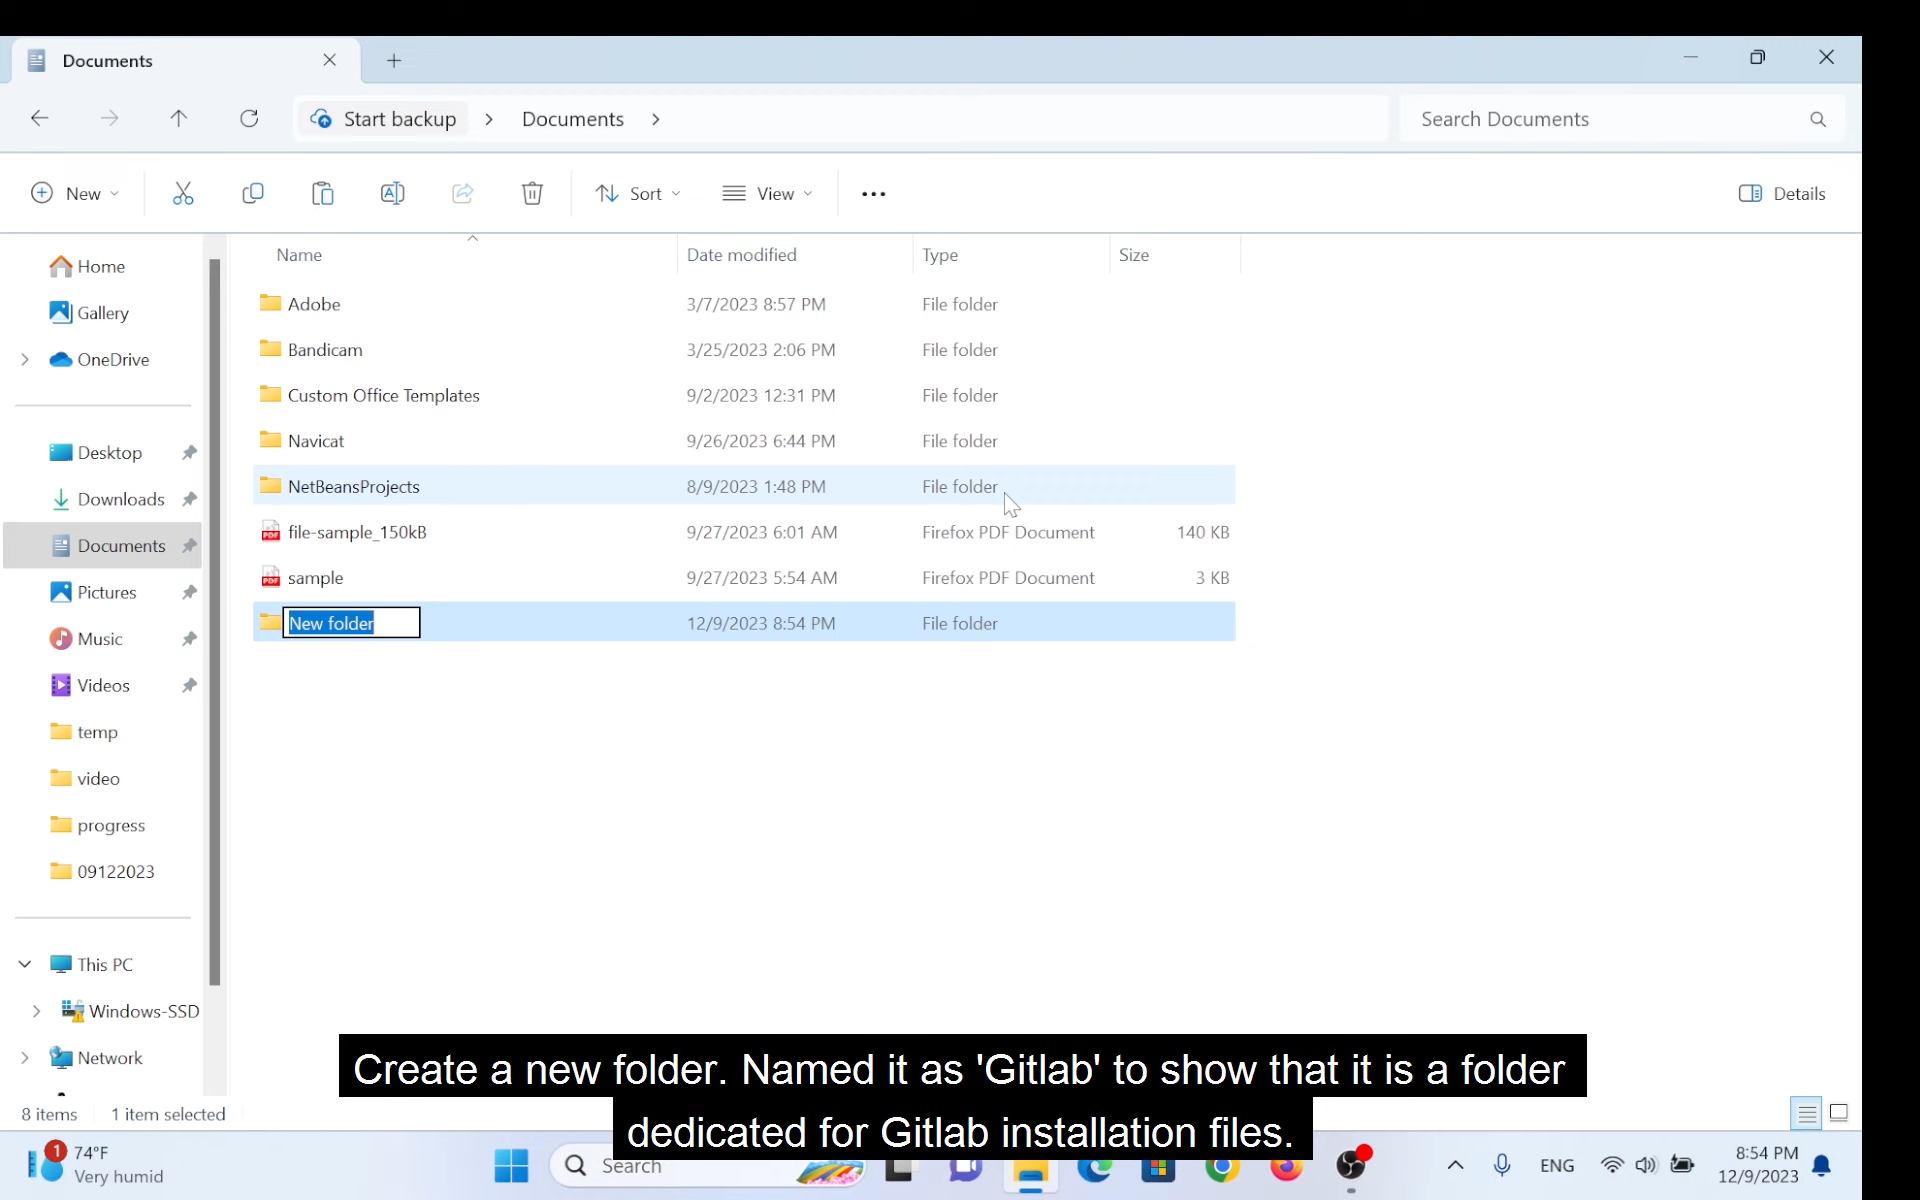 Documents
Start backup
Documents
Search Documents
New
Sort
View
Details
Name
Date modified
Type
Size
Home
Gallery
OneDrive
Desktop
Downloads
Documents
Pictures
Music
Videos
temp
video
progress
09122023
This PC
Windows-SSD
Network
Adobe 3/7/2023 8:57 PM File folder
Bandicam 3/25/2023 2:06 PM File folder
Custom Office Templates 9/2/2023 12:31 PM File folder
Navicat 9/26/2023 6:44 PM File folder
NetBeansProjects 8/9/2023 1:48 PM File folder
file-sample_150kB 9/27/2023 6:01 AM Firefox PDF Document 140 KB
sample 9/27/2023 5:54 AM Firefox PDF Document 3 KB
New folder 12/9/2023 8:54 PM File folder
Create a new folder. Named it as 'Gitlab' to show that it is a folder
dedicated for Gitlab installation files.
8 items 1 item selected
1
74°F
Very humid
Search
ENG
8:54 PM
12/9/2023